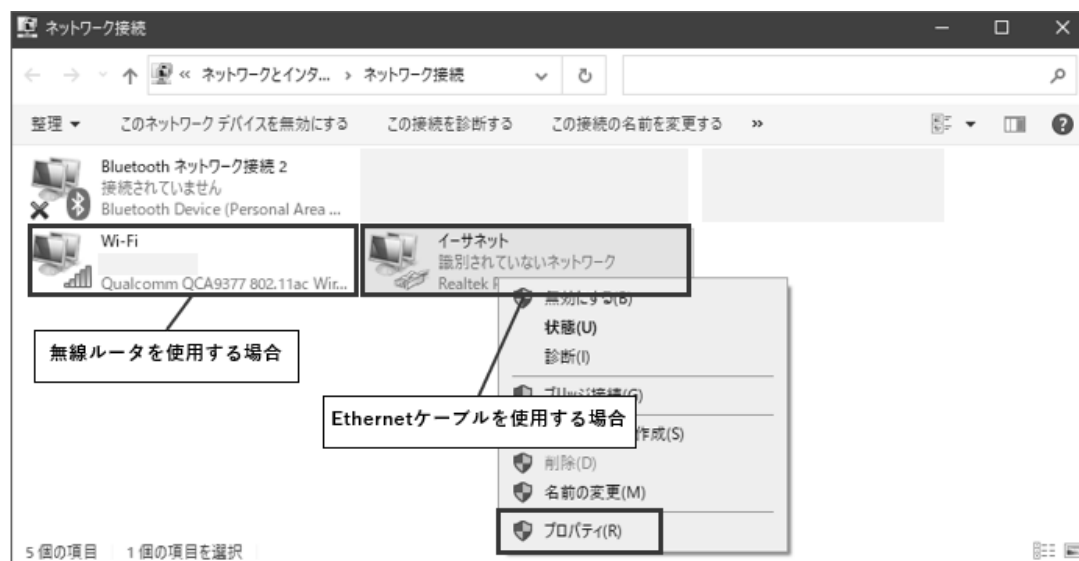 ネットワーク接続
« ネットワークとインタ... › ネットワーク接続
整理 このネットワーク デバイスを無効にする この接続を診断する この接続の名前を変更する »
Bluetooth ネットワーク接続 2
接続されていません
Bluetooth Device (Personal Area ...
Wi-Fi
Qualcomm QCA9377 802.11ac Wir...
イーサネット
識別されていないネットワーク
Realtek
無効にする(B)
状態(U)
診断(I)
ブリッジ接続(G)
作成(S)
削除(D)
名前の変更(M)
プロパティ(R)
無線ルータを使用する場合
Ethernetケーブルを使用する場合
5 個の項目 1 個の項目を選択